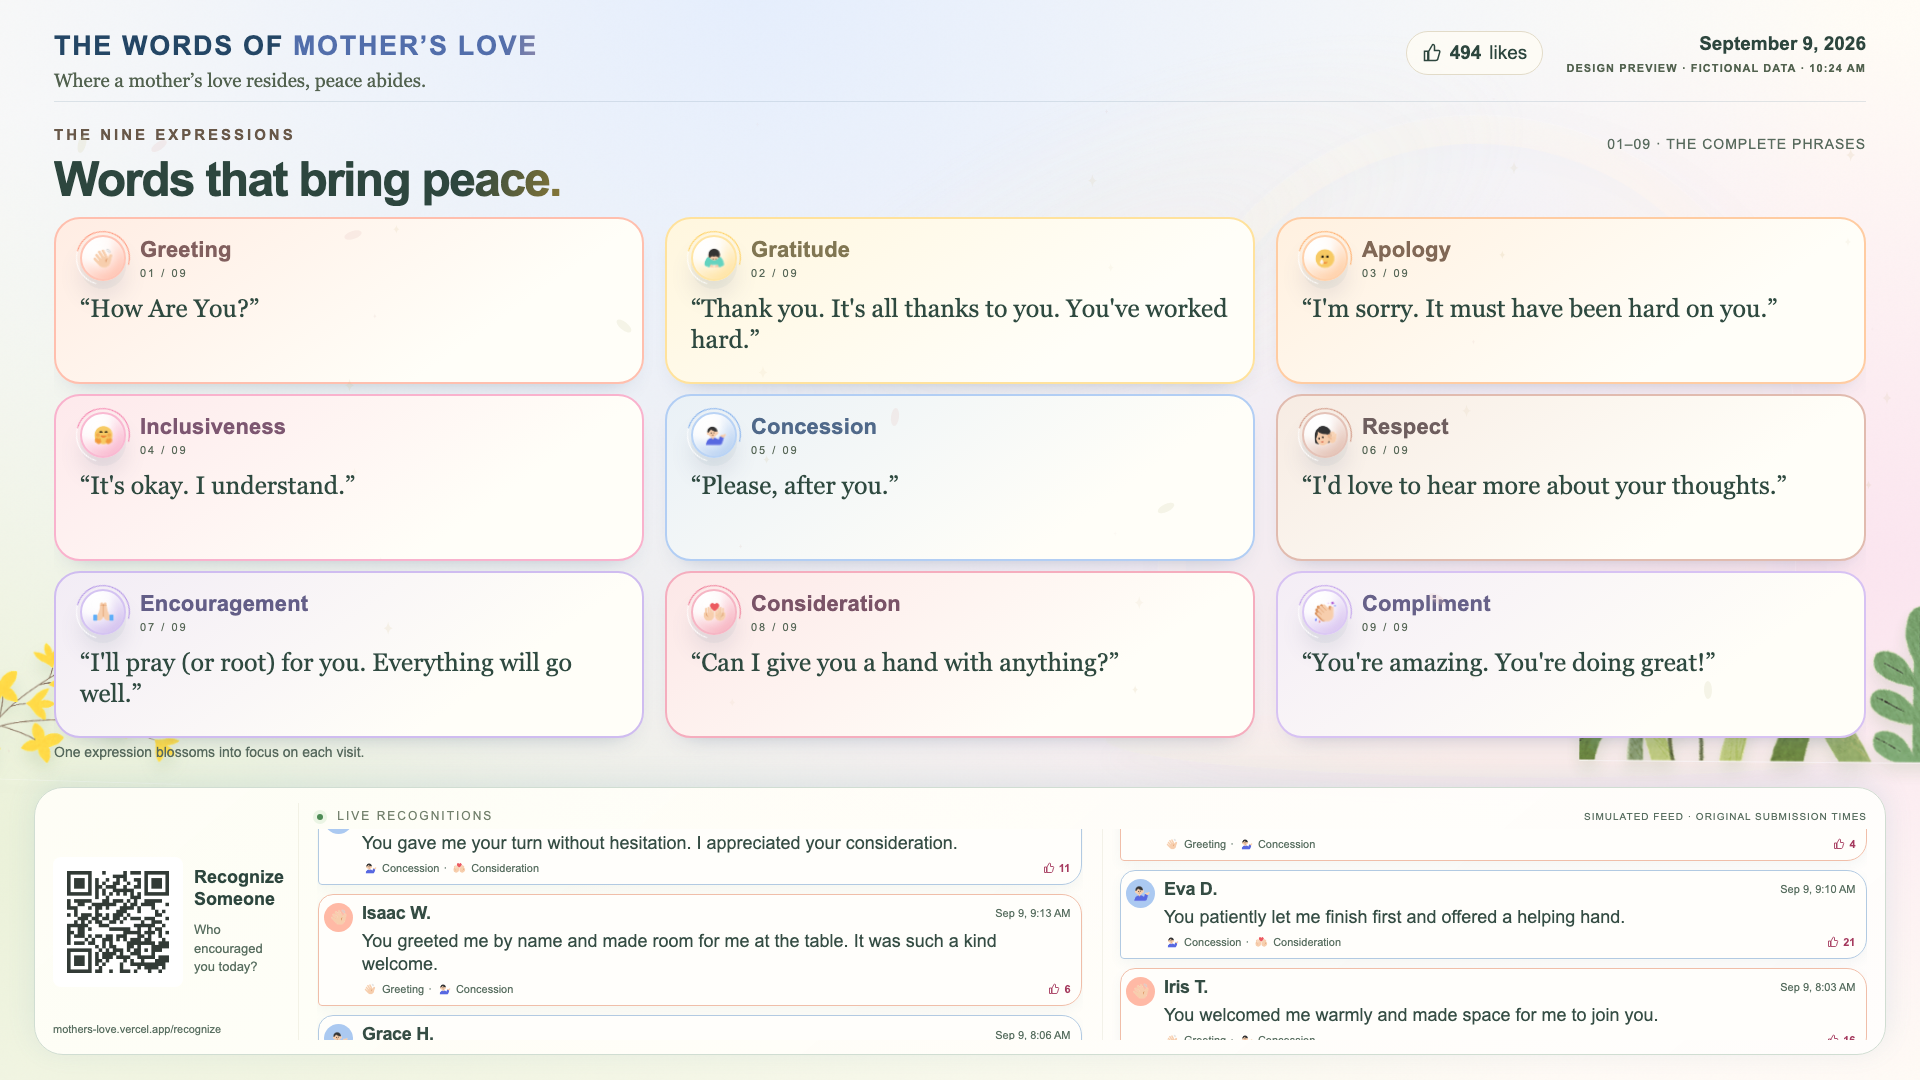 THE WORDS OF MOTHER’S LOVE
Where a mother’s love resides, peace abides.
494 likes
September 9, 2026
DESIGN PREVIEW · FICTIONAL DATA · 10:24 AM
THE NINE EXPRESSIONS
Words that bring peace.
01–09 · THE COMPLETE PHRASES
Greeting
01 / 09
“How Are You?”
Gratitude
02 / 09
“Thank you. It's all thanks to you. You've worked
hard.”
Apology
03 / 09
“I'm sorry. It must have been hard on you.”
Inclusiveness
04 / 09
“It's okay. I understand.”
Concession
05 / 09
“Please, after you.”
Respect
06 / 09
“I'd love to hear more about your thoughts.”
Encouragement
07 / 09
“I'll pray (or root) for you. Everything will go
well.”
Consideration
08 / 09
“Can I give you a hand with anything?”
Compliment
09 / 09
“You're amazing. You're doing great!”
One expression blossoms into focus on each visit.
Recognize
Someone
Who
encouraged
you today?
mothers-love.vercel.app/recognize
LIVE RECOGNITIONS
SIMULATED FEED · ORIGINAL SUBMISSION TIMES
You gave me your turn without hesitation. I appreciated your consideration.
Concession · Consideration
11
Isaac W.
Sep 9, 9:13 AM
You greeted me by name and made room for me at the table. It was such a kind
welcome.
Greeting · Concession
6
Grace H.
Sep 9, 8:06 AM
Greeting · Concession
4
Eva D.
Sep 9, 9:10 AM
You patiently let me finish first and offered a helping hand.
Concession · Consideration
21
Iris T.
Sep 9, 8:03 AM
You welcomed me warmly and made space for me to join you.
Greeting · Concession
16